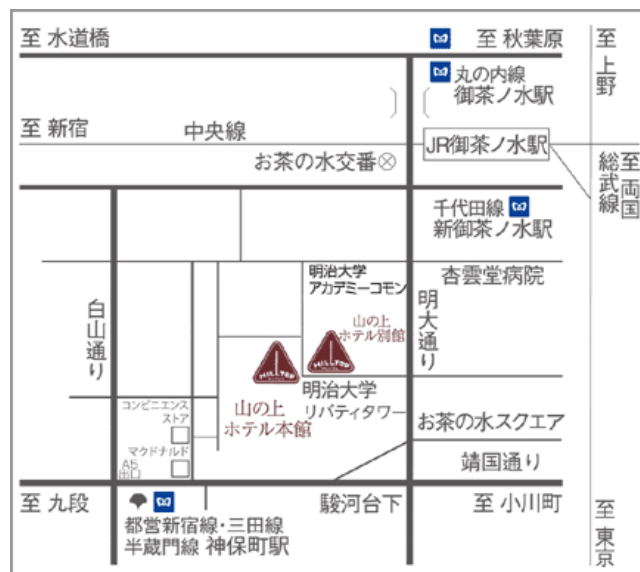 至 水道橋
至 秋葉原
至 上野
丸の内線
御茶ノ水駅
至 新宿
中央線
JR御茶ノ水駅
お茶の水交番
総武線
至 両国
千代田線
新御茶ノ水駅
明治大学
アカデミーコモン
杏雲堂病院
白山通り
明大通り
山の上
ホテル別館
HILLTOP
HILLTOP
明治大学
リバティタワー
山の上
ホテル本館
コンビニエンス
ストア
お茶の水スクエア
マクドナルド
A5
出口
靖国通り
至 九段
駿河台下
至 小川町
至 東京
都営新宿線・三田線
半蔵門線 神保町駅